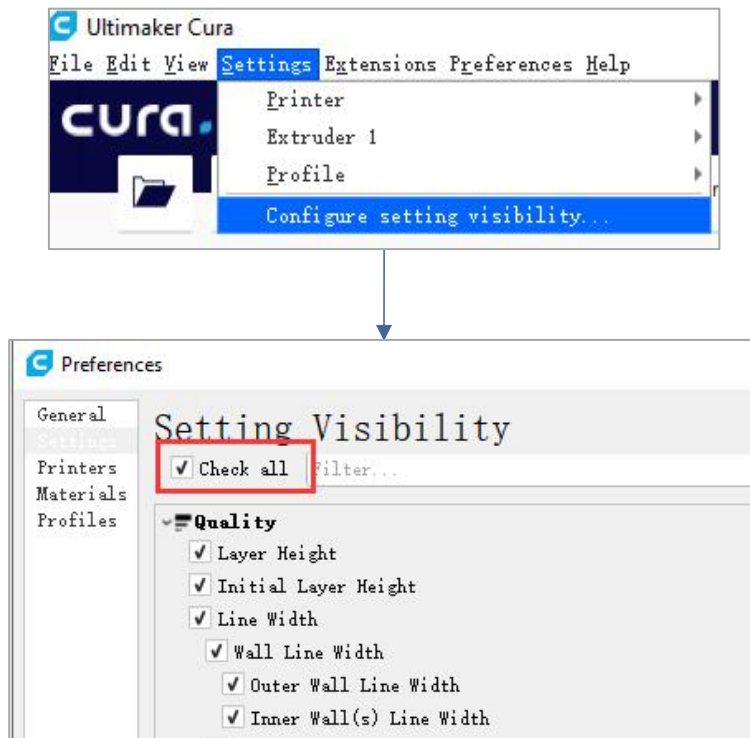 Ultimaker Cura
File Edit View Settings Extensions Preferences Help
cura.
Printer
Extruder 1
Profile
Configure setting visibility...
Preferences
General
Settings
Printers
Materials
Profiles
Setting Visibility
Check all Filter...
Quality
Layer Height
Initial Layer Height
Line Width
Wall Line Width
Outer Wall Line Width
Inner Wall(s) Line Width